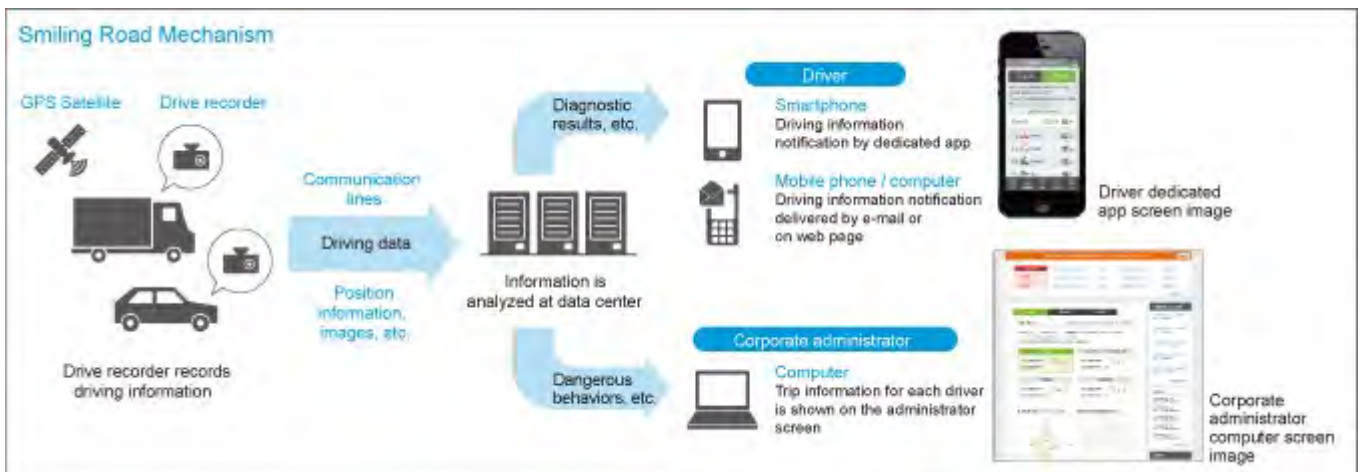 Smiling Road Mechanism
GPS Satellite
Drive recorder
Drive recorder records
driving information
Communication
lines
Driving data
Position
information,
images, etc.
Information is
analyzed at data center
Diagnostic
results, etc.
Dangerous
behaviors, etc.
Driver
Smartphone
Driving information
notification by dedicated app
Mobile phone / computer
Driving information notification
delivered by e-mail or
on web page
Driver dedicated
app screen image
Corporate administrator
Computer
Trip information for each driver
is shown on the administrator
screen
Corporate
administrator
computer screen
image